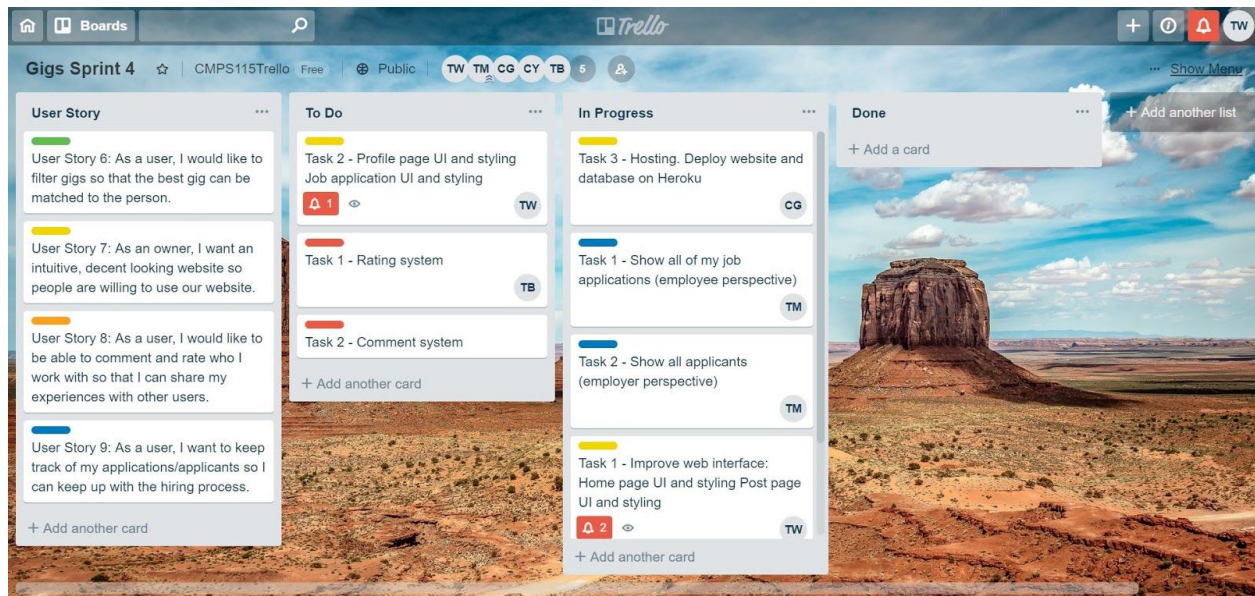 Boards
Trello
TW
Gigs Sprint 4
CMPS115Trello Free
Public
TW TM CG CY TB 5
... Show Menu
User Story ...
User Story 6: As a user, I would like to
filter gigs so that the best gig can be
matched to the person.
User Story 7: As an owner, I want an
intuitive, decent looking website so
people are willing to use our website.
User Story 8: As a user, I would like to
be able to comment and rate who I
work with so that I can share my
experiences with other users.
User Story 9: As a user, I want to keep
track of my applications/applicants so I
can keep up with the hiring process.
+ Add another card
To Do ...
Task 2 - Profile page UI and styling
Job application UI and styling
1
TW
Task 1 - Rating system
TB
Task 2 - Comment system
+ Add another card
In Progress ...
Task 3 - Hosting. Deploy website and
database on Heroku
CG
Task 1 - Show all of my job
applications (employee perspective)
TM
Task 2 - Show all applicants
(employer perspective)
TM
Task 1 - Improve web interface:
Home page UI and styling Post page
UI and styling
2
TW
+ Add another card
Done ...
+ Add a card
+ Add another list